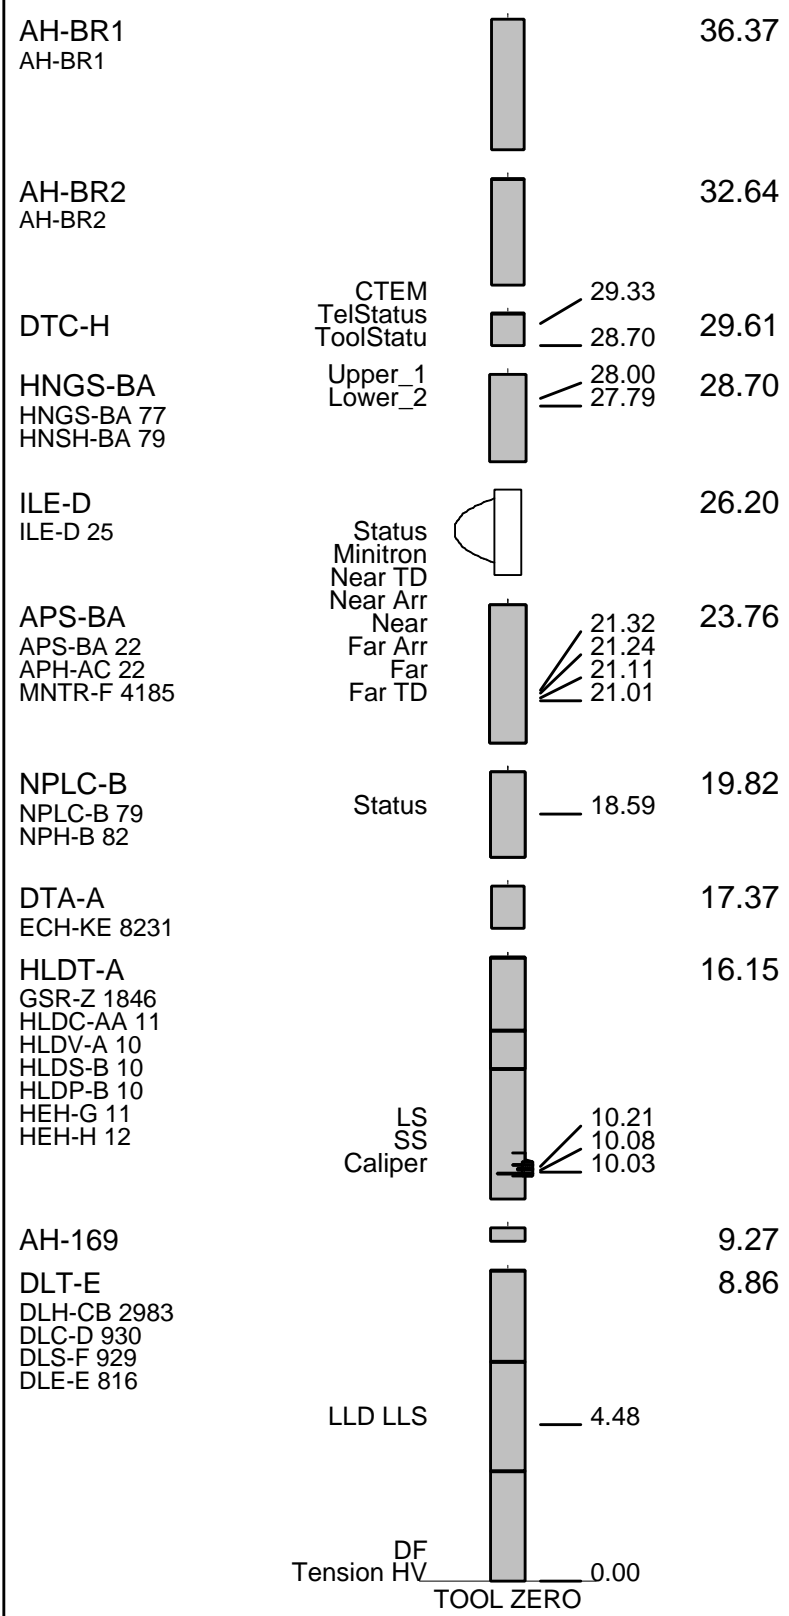 AH-BR1 36.37
AH-BR1
AH-BR2 32.64
AH-BR2
CTEM 29.33
TelStatus
DTC-H ToolStatu 28.70 29.61
Upper_1 28.00
HNGS-BA Lower_2 27.79 28.70
HNGS-BA 77
HNSH-BA 79
ILE-D 26.20
ILE-D 25 Status
Minitron
Near TD
Near Arr
APS-BA Near 21.32 23.76
APS-BA 22 Far Arr 21.24
APH-AC 22 Far 21.11
MNTR-F 4185 Far TD 21.01
NPLC-B 19.82
NPLC-B 79 Status 18.59
NPH-B 82
DTA-A 17.37
ECH-KE 8231
HLDT-A 16.15
GSR-Z 1846
HLDC-AA 11
HLDV-A 10
HLDS-B 10
HLDP-B 10
HEH-G 11 LS 10.21
HEH-H 12 SS 10.08
Caliper 10.03
AH-169 9.27
DLT-E 8.86
DLH-CB 2983
DLC-D 930
DLS-F 929
DLE-E 816
LLD LLS 4.48
DF
Tension HV 0.00
TOOL ZERO